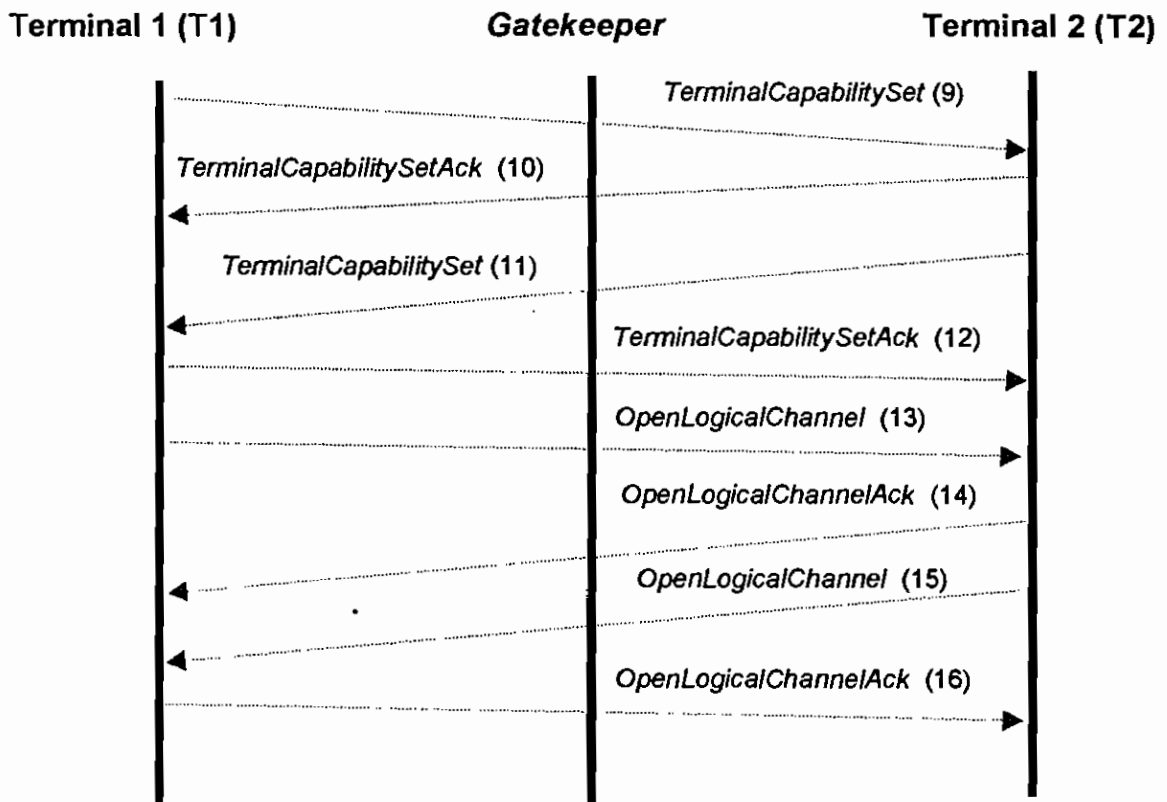 Terminal 1 (T1) Gatekeeper Terminal 2 (T2)
TerminalCapabilitySet (9)
TerminalCapabilitySetAck (10)
TerminalCapabilitySet (11)
TerminalCapabilitySetAck (12)
OpenLogicalChannel (13)
OpenLogicalChannelAck (14)
OpenLogicalChannel (15)
OpenLogicalChannelAck (16)